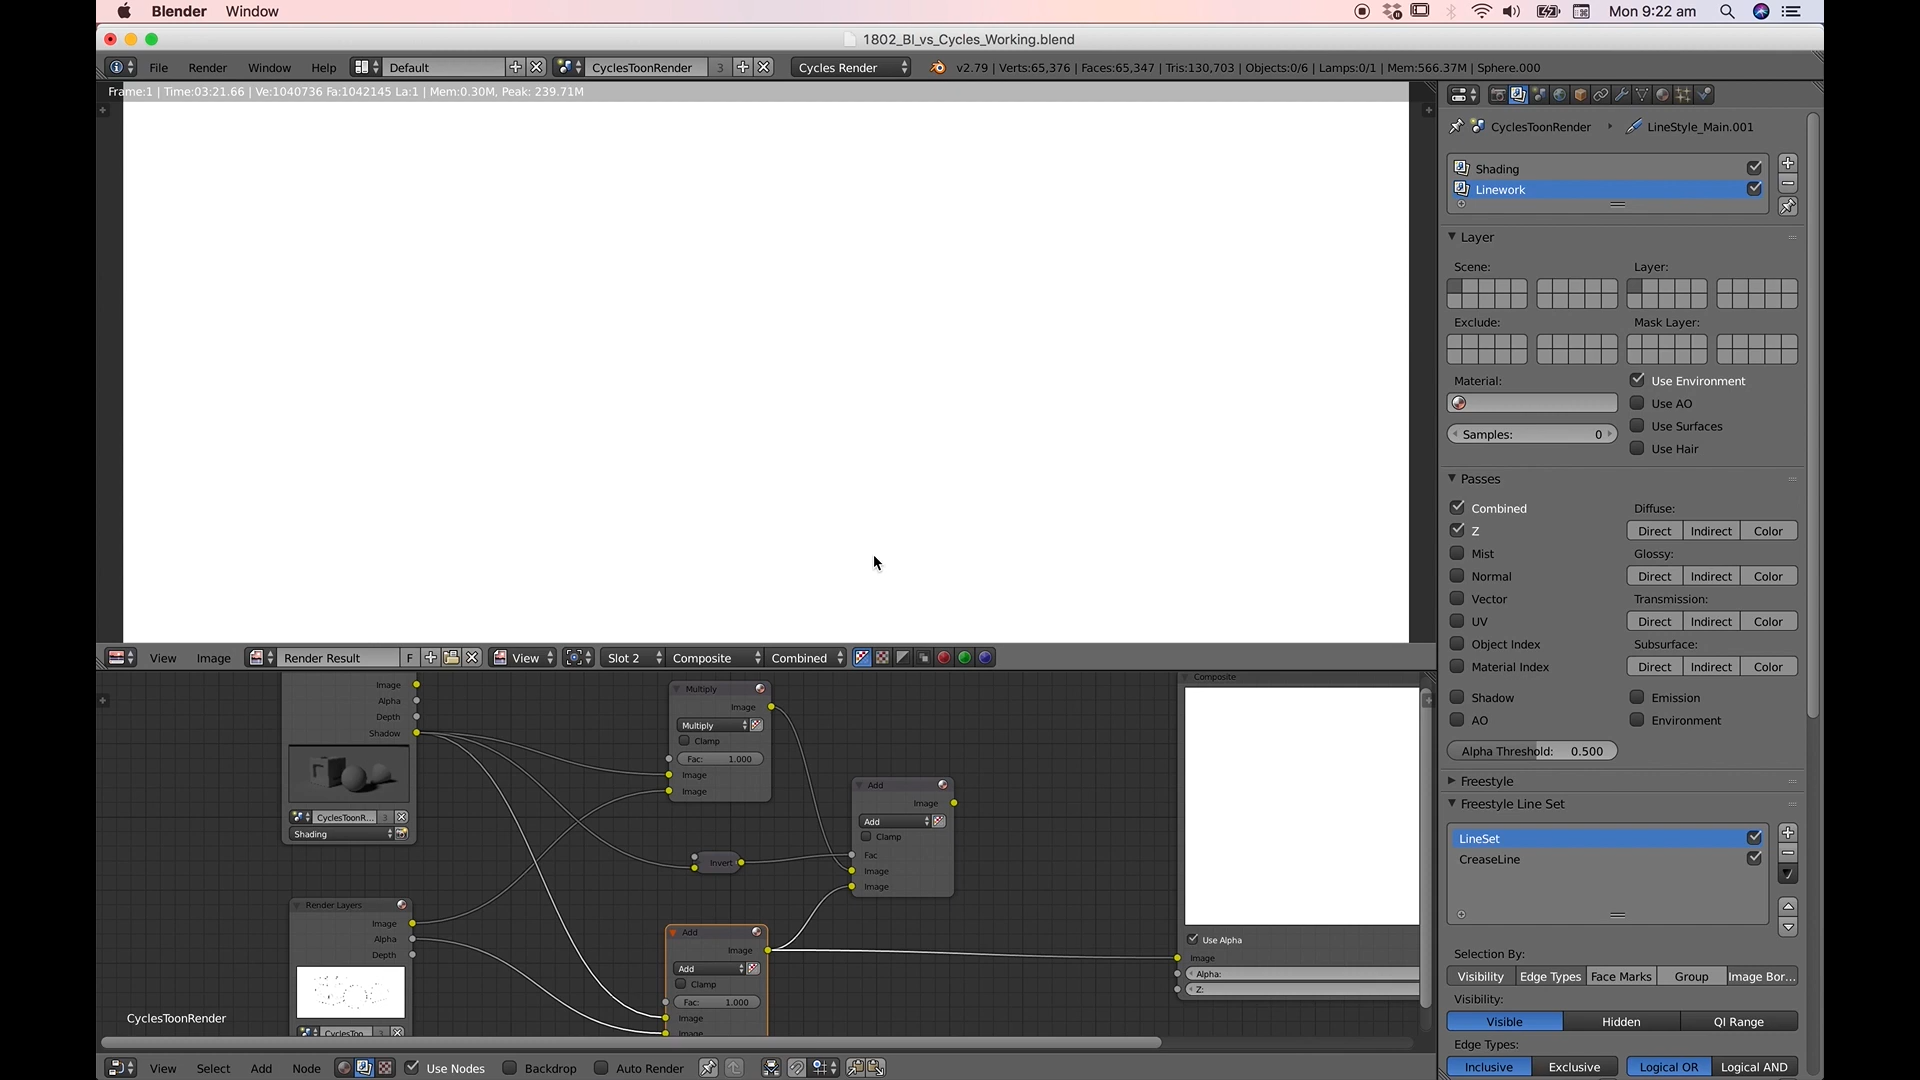 Blender Window Mon 9:22 am
1802_BI_vs_Cycles_Working.blend
File Render Window Help Default CyclesToonRender 3 Cycles Render v2.79 | Verts:65,376 | Faces:65,347 | Tris:130,703 | Objects:0/6 | Lamps:0/1 | Mem:566.37M | Sphere.000
Frame:1 | Time:03:21.66 | Ve:1040736 Fa:1042145 La:1 | Mem:0.30M, Peak: 239.71M
CyclesToonRender LineStyle_Main.001
Shading
Linework
Layer
Scene: Layer:
Exclude: Mask Layer:
Material: Use Environment
Use AO
Use Surfaces
Samples: 0
Use Hair
Passes
Combined Diffuse:
Z Direct Indirect Color
Mist Glossy:
Normal Direct Indirect Color
Vector Transmission:
UV Direct Indirect Color
Object Index Subsurface:
Material Index Direct Indirect Color
Shadow Emission
AO Environment
Alpha Threshold: 0.500
Freestyle
Freestyle Line Set
LineSet
CreaseLine
Selection By:
Visibility Edge Types Face Marks Group Image Bor...
Visibility:
Visible Hidden QI Range
Edge Types:
Inclusive Exclusive Logical OR Logical AND
View Image Render Result F View Slot 2 Composite Combined
Image
Alpha
Depth
Shadow
CyclesToonR... 3
Shading
Multiply
Image
Multiply
Clamp
Fac: 1.000
Image
Image
Invert
Add
Image
Add
Clamp
Fac
Image
Image
Composite
Use Alpha
Image
Alpha:
Z:
Render Layers
Image
Alpha
Depth
CyclesToo... 3
Add
Image
Add
Clamp
Fac: 1.000
Image
Image
CyclesToonRender
View Select Add Node Use Nodes Backdrop Auto Render